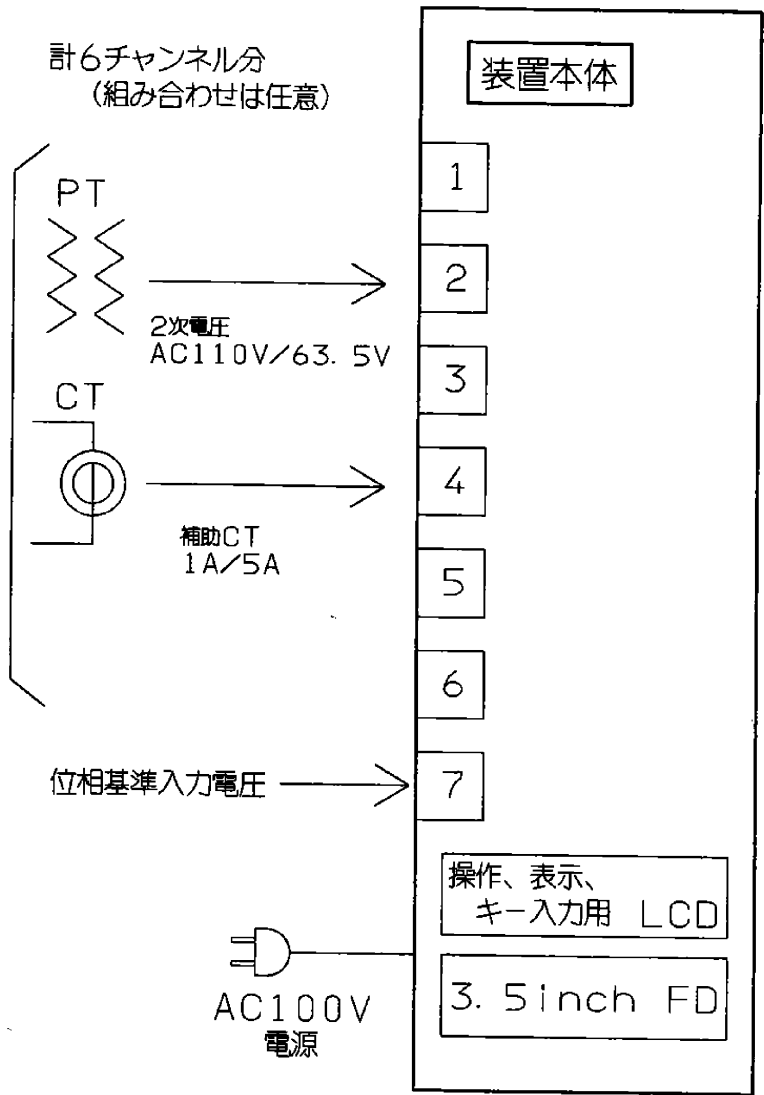 計6チャンネル分
（組み合わせは任意）
装置本体
PT
1
2
2次電圧
AC110V/63.5V
3
CT
4
補助CT
1A/5A
5
6
位相基準入力電圧
7
操作、表示、
キー入力用 LCD
3.5inch FD
AC100V
電源